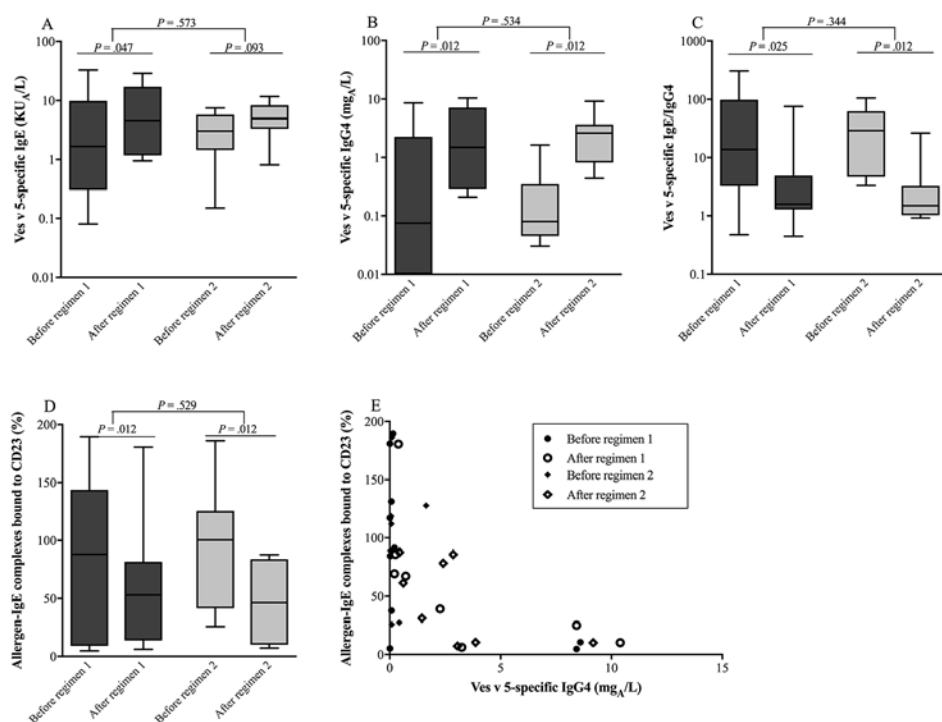 A
P = .573
P = .047
P = .093
Ves v 5-specific IgE (KU_A/L)
100
10
1
0.1
0.01
Before regimen 1
After regimen 1
Before regimen 2
After regimen 2
B
P = .534
P = .012
P = .012
Ves v 5-specific IgG4 (mg_A/L)
100
10
1
0.1
0.01
Before regimen 1
After regimen 1
Before regimen 2
After regimen 2
C
P = .344
P = .025
P = .012
Ves v 5-specific IgE/IgG4
1000
100
10
1
0.1
Before regimen 1
After regimen 1
Before regimen 2
After regimen 2
D
P = .529
P = .012
P = .012
Allergen-IgE complexes bound to CD23 (%)
200
150
100
50
0
Before regimen 1
After regimen 1
Before regimen 2
After regimen 2
E
Allergen-IgE complexes bound to CD23 (%)
200
150
100
50
0
Before regimen 1
After regimen 1
Before regimen 2
After regimen 2
0
5
10
15
Ves v 5-specific IgG4 (mg_A/L)